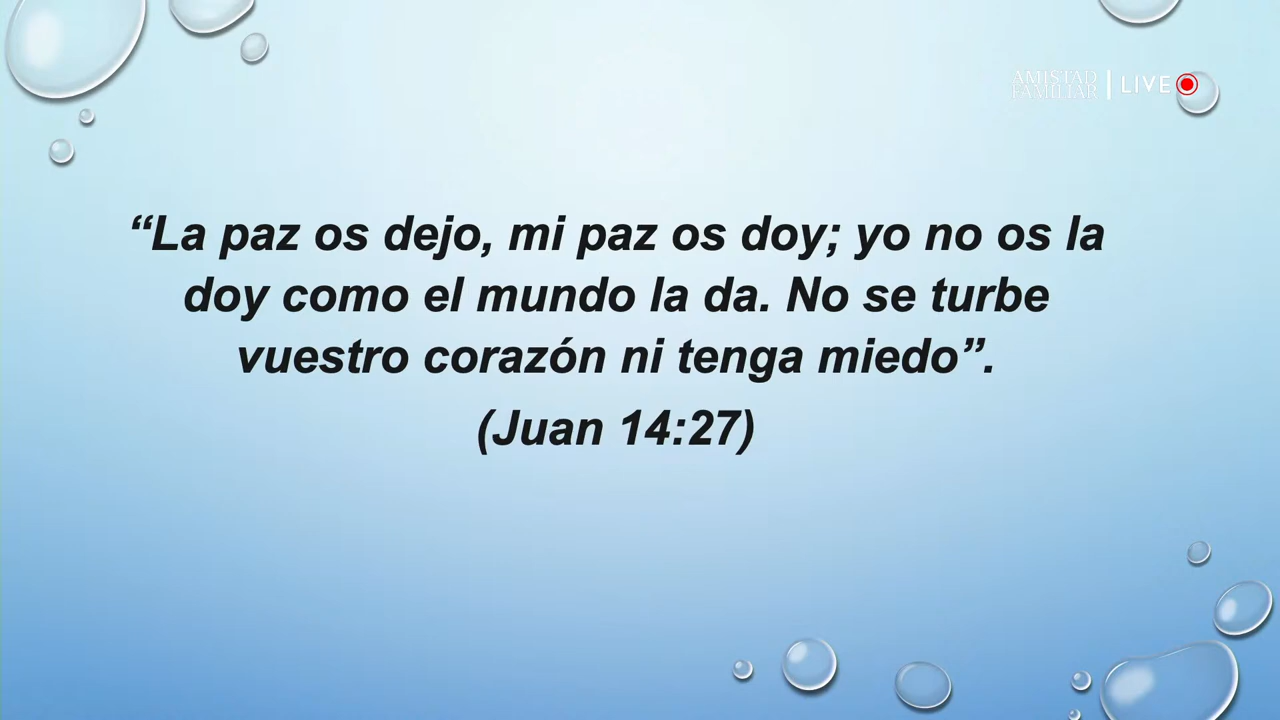 AMISTAD
FAMILIAR
LIVE
“La paz os dejo, mi paz os doy; yo no os la
doy como el mundo la da. No se turbe
vuestro corazón ni tenga miedo”.
(Juan 14:27)